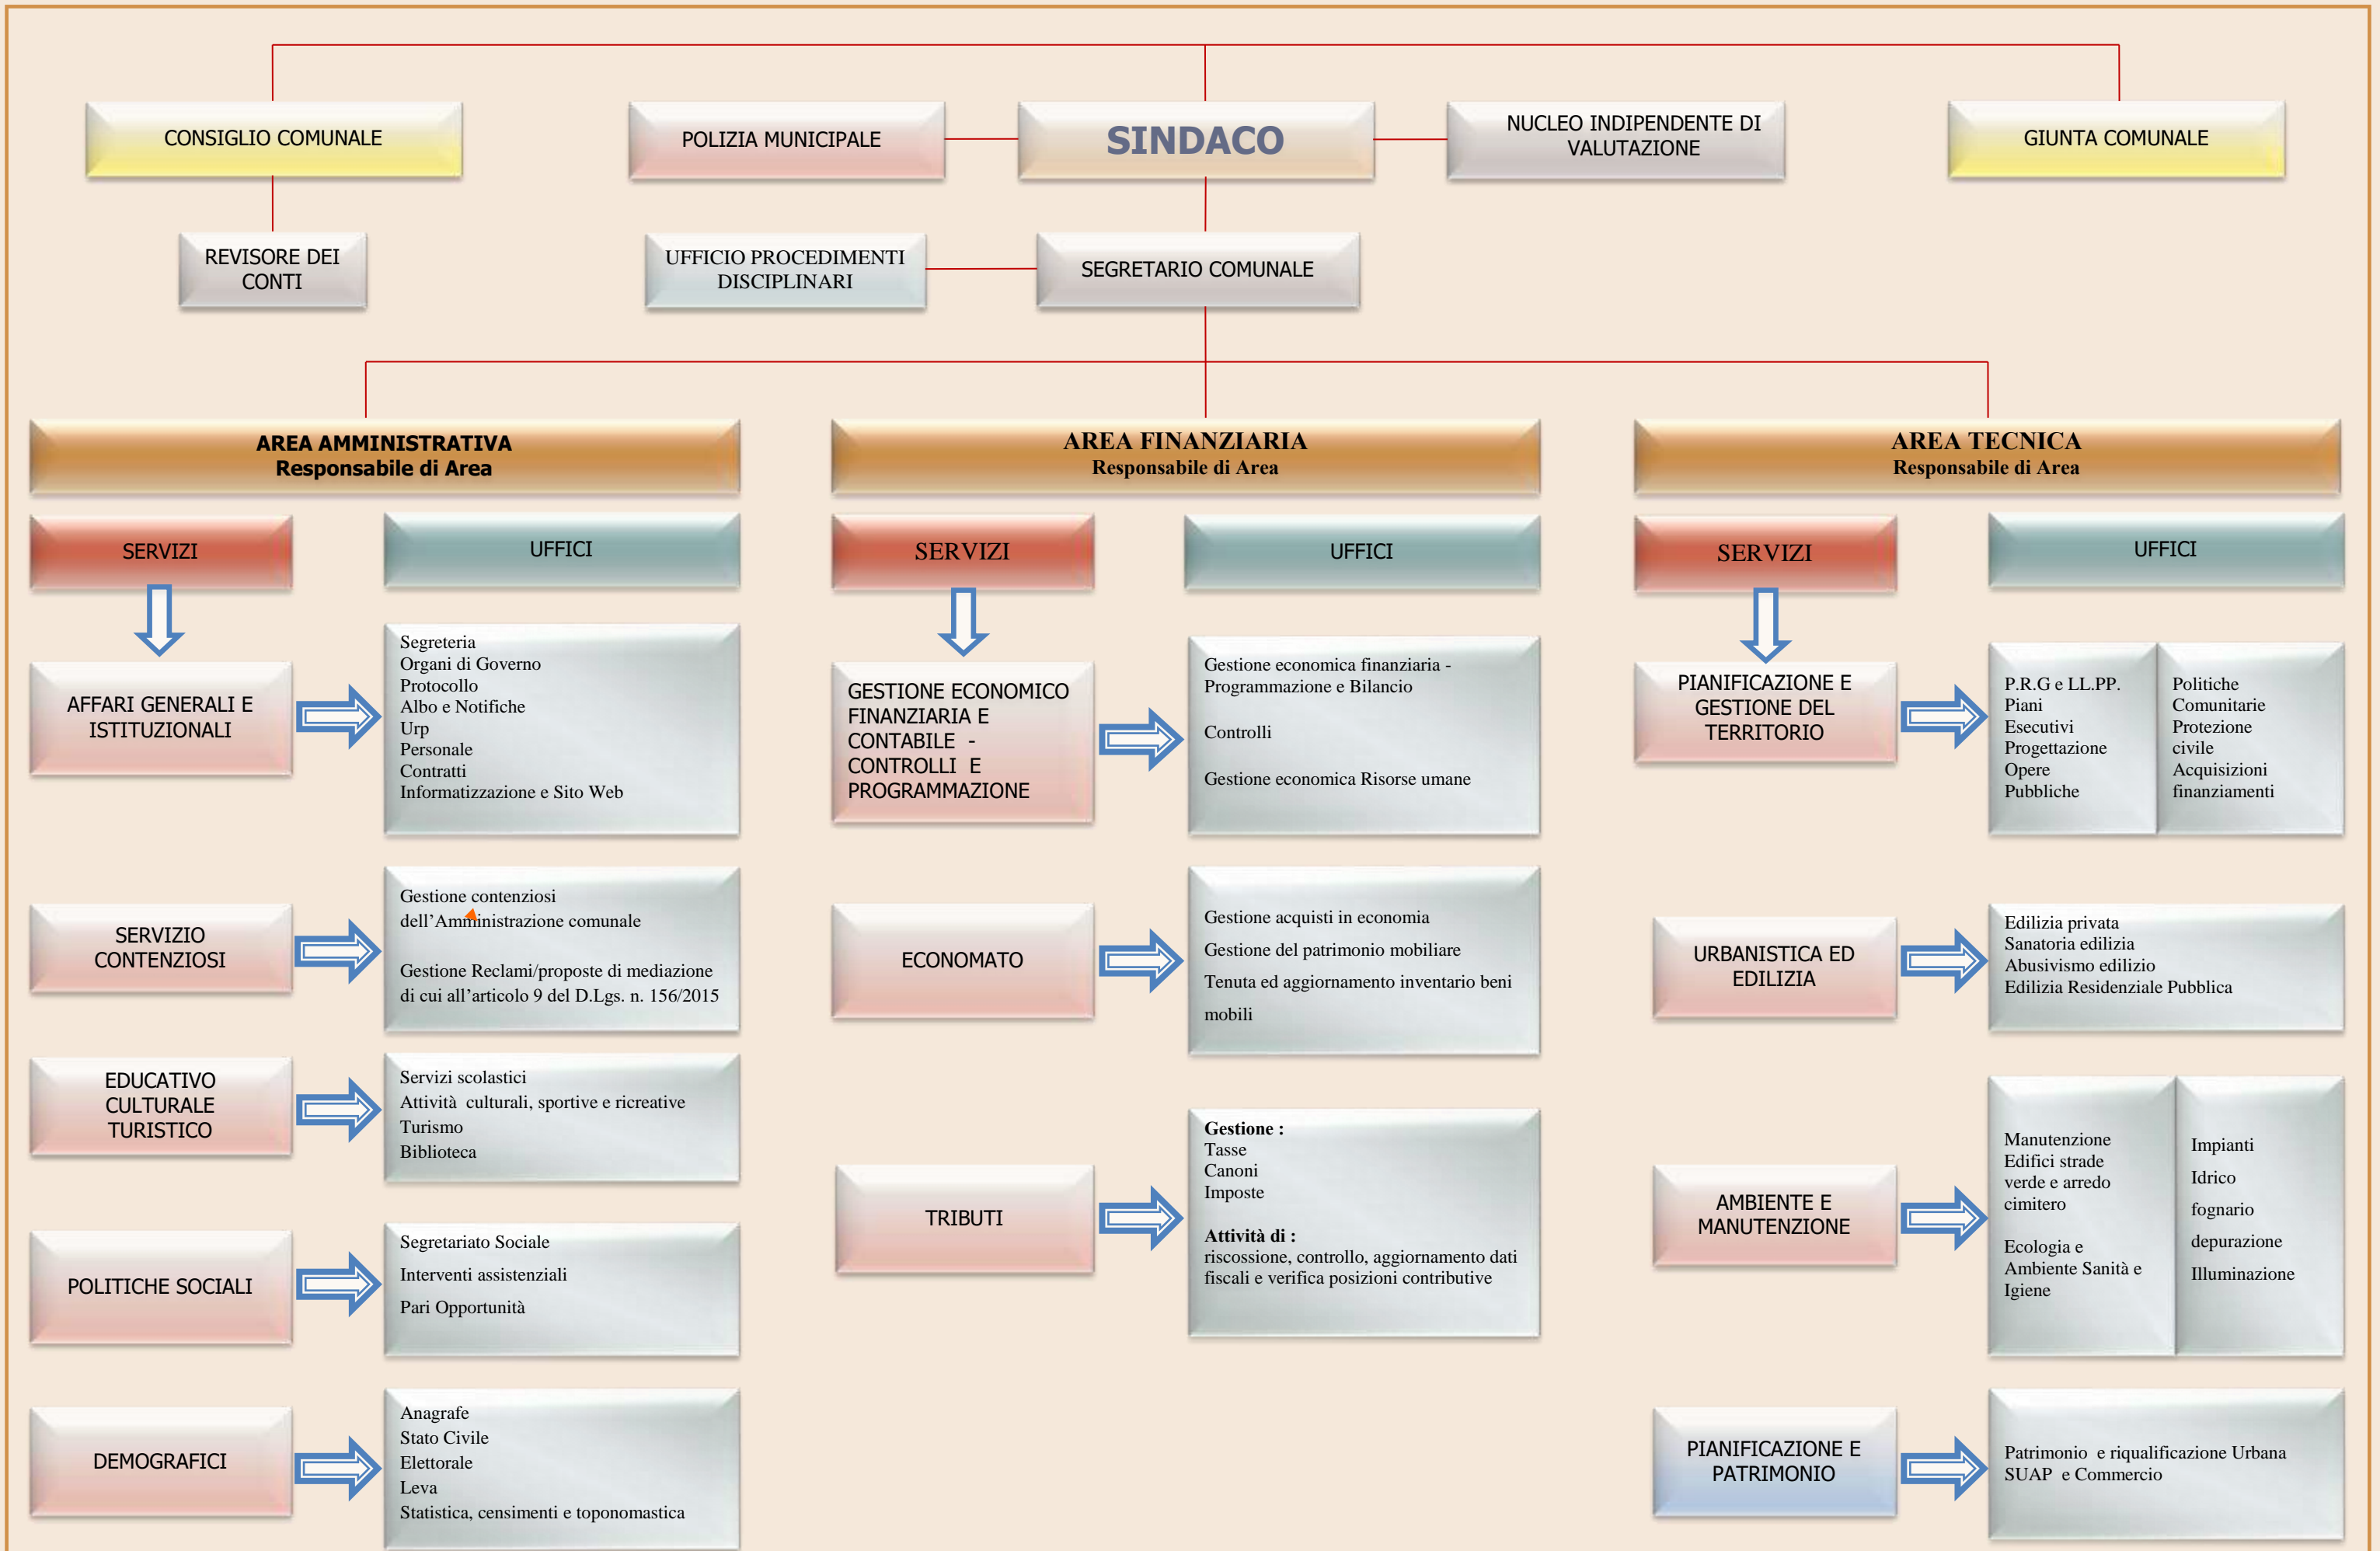 CONSIGLIO COMUNALE
POLIZIA MUNICIPALE
SINDACO
NUCLEO INDIPENDENTE DI
VALUTAZIONE
GIUNTA COMUNALE
REVISORE DEI
CONTI
UFFICIO PROCEDIMENTI
DISCIPLINARI
SEGRETARIO COMUNALE
AREA AMMINISTRATIVA
Responsabile di Area
SERVIZI
UFFICI
AFFARI GENERALI E
ISTITUZIONALI
Segreteria
Organi di Governo
Protocollo
Albo e Notifiche
Urp
Personale
Contratti
Informatizzazione e Sito Web
SERVIZIO
CONTENZIOSI
Gestione contenziosi
dell'Amministrazione comunale
Gestione Reclami/proposte di mediazione
di cui all'articolo 9 del D.Lgs. n. 156/2015
EDUCATIVO
CULTURALE
TURISTICO
Servizi scolastici
Attività  culturali, sportive e ricreative
Turismo
Biblioteca
POLITICHE SOCIALI
Segretariato Sociale
Interventi assistenziali
Pari Opportunità
DEMOGRAFICI
Anagrafe
Stato Civile
Elettorale
Leva
Statistica, censimenti e toponomastica
AREA FINANZIARIA
Responsabile di Area
SERVIZI
UFFICI
GESTIONE ECONOMICO
FINANZIARIA E
CONTABILE  -
CONTROLLI  E
PROGRAMMAZIONE
Gestione economica finanziaria -
Programmazione e Bilancio
Controlli
Gestione economica Risorse umane
ECONOMATO
Gestione acquisti in economia
Gestione del patrimonio mobiliare
Tenuta ed aggiornamento inventario beni
mobili
TRIBUTI
Gestione :
Tasse
Canoni
Imposte
Attività di :
riscossione, controllo, aggiornamento dati
fiscali e verifica posizioni contributive
AREA TECNICA
Responsabile di Area
SERVIZI
UFFICI
PIANIFICAZIONE E
GESTIONE DEL
TERRITORIO
P.R.G e LL.PP.
Piani
Esecutivi
Progettazione
Opere
Pubbliche
Politiche
Comunitarie
Protezione
civile
Acquisizioni
finanziamenti
URBANISTICA ED
EDILIZIA
Edilizia privata
Sanatoria edilizia
Abusivismo edilizio
Edilizia Residenziale Pubblica
AMBIENTE E
MANUTENZIONE
Manutenzione
Edifici strade
verde e arredo
cimitero
Ecologia e
Ambiente Sanità e
Igiene
Impianti
Idrico
fognario
depurazione
Illuminazione
PIANIFICAZIONE E
PATRIMONIO
Patrimonio  e riqualificazione Urbana
SUAP  e Commercio